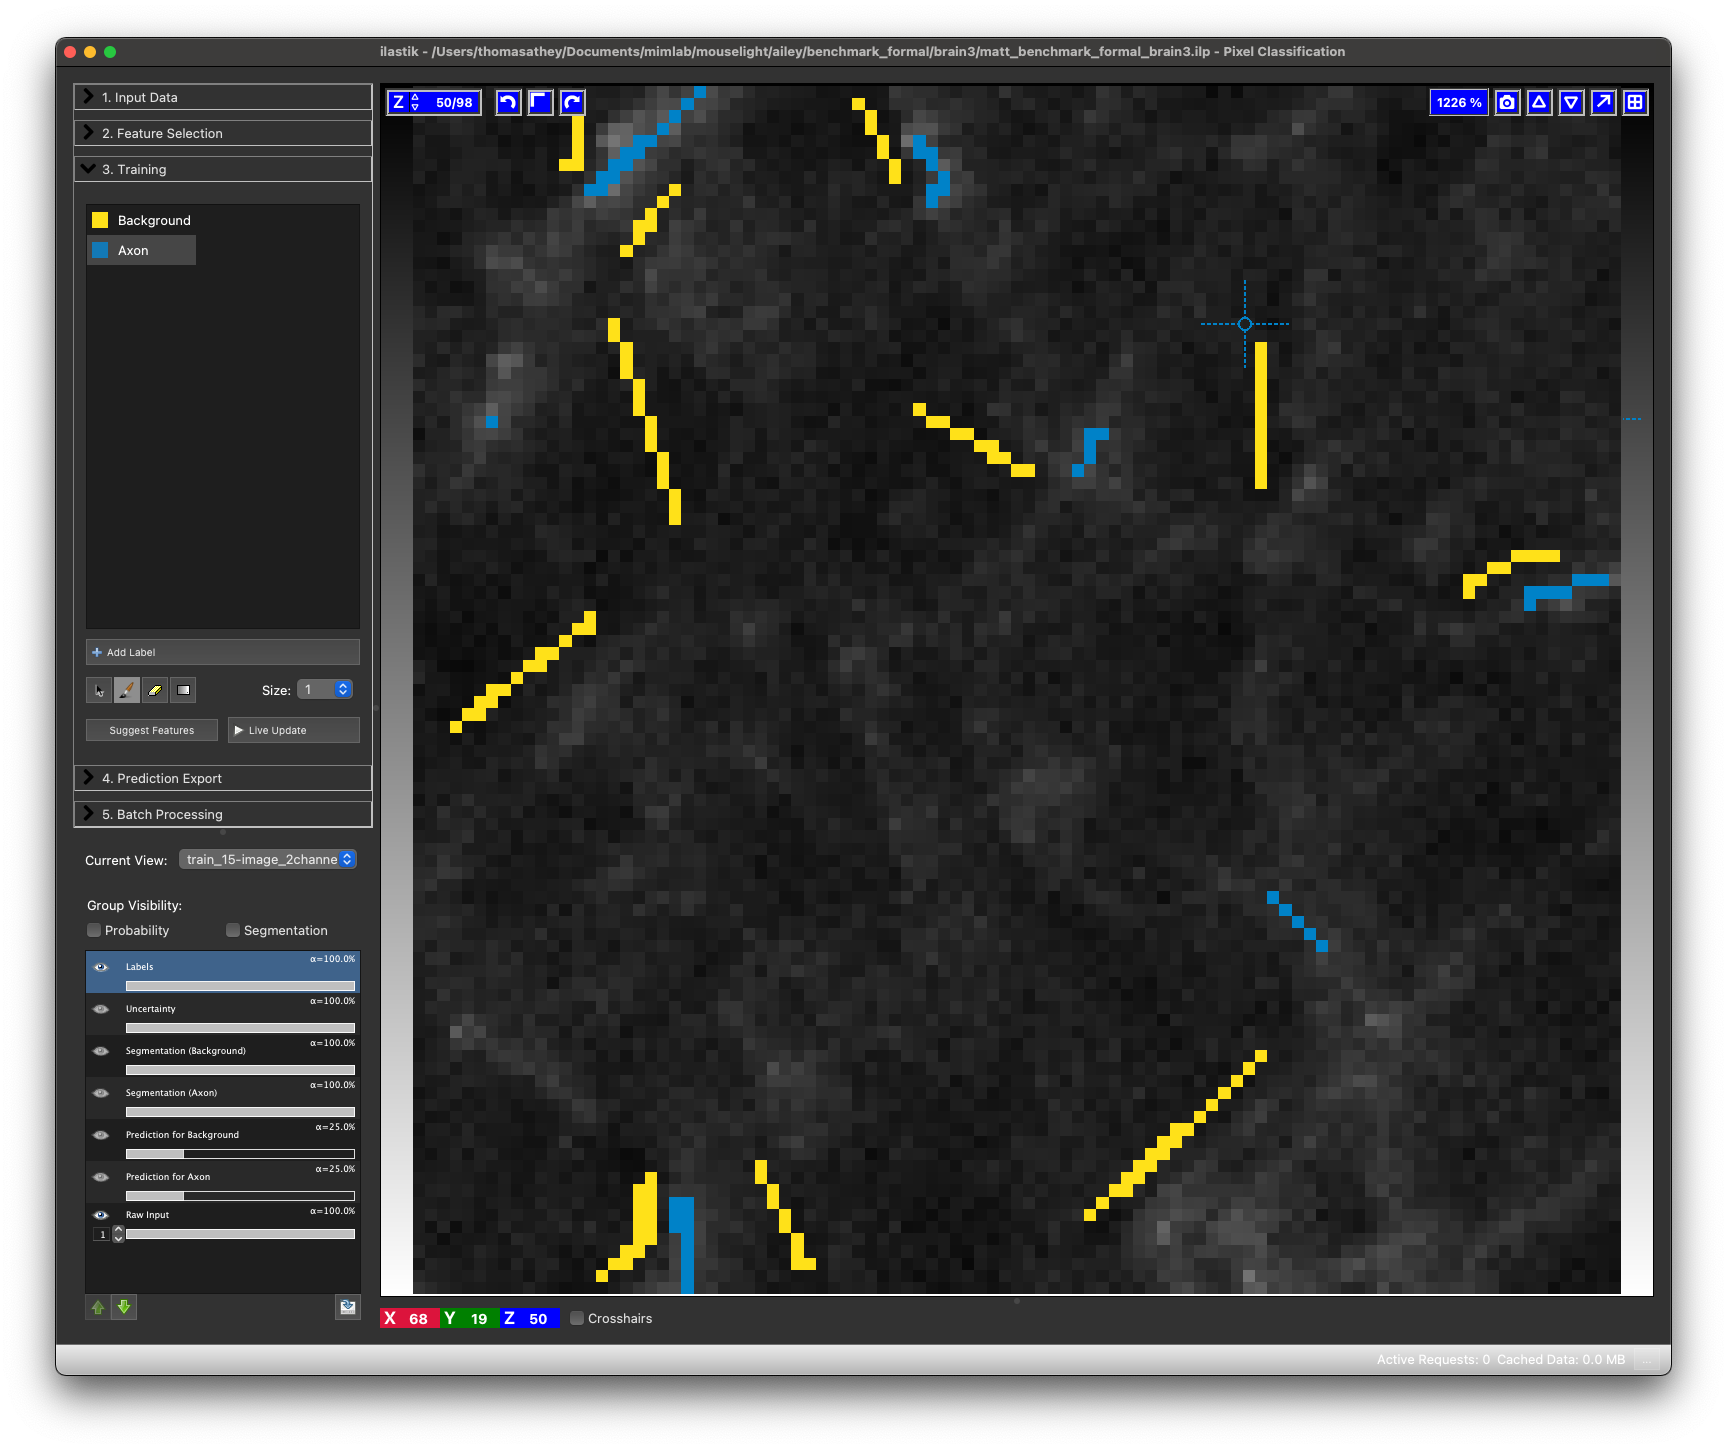 ilastik - /Users/thomasathey/Documents/mimlab/mouselight/ailey/benchmark_formal/brain3/matt_benchmark_formal_brain3.ilp - Pixel Classification
1. Input Data
2. Feature Selection
3. Training
Background
Axon
Add Label
Size: 1
Suggest Features
Live Update
4. Prediction Export
5. Batch Processing
Current View: train_15-image_2channe
Group Visibility:
Probability
Segmentation
α=100.0%
Labels
α=100.0%
Uncertainty
α=100.0%
Segmentation (Background)
α=100.0%
Segmentation (Axon)
α=25.0%
Prediction for Background
α=25.0%
Prediction for Axon
α=100.0%
Raw Input
1
Z 50/98
1226 %
X 68 Y 19 Z 50 Crosshairs
Active Requests: 0 Cached Data: 0.0 MB ...